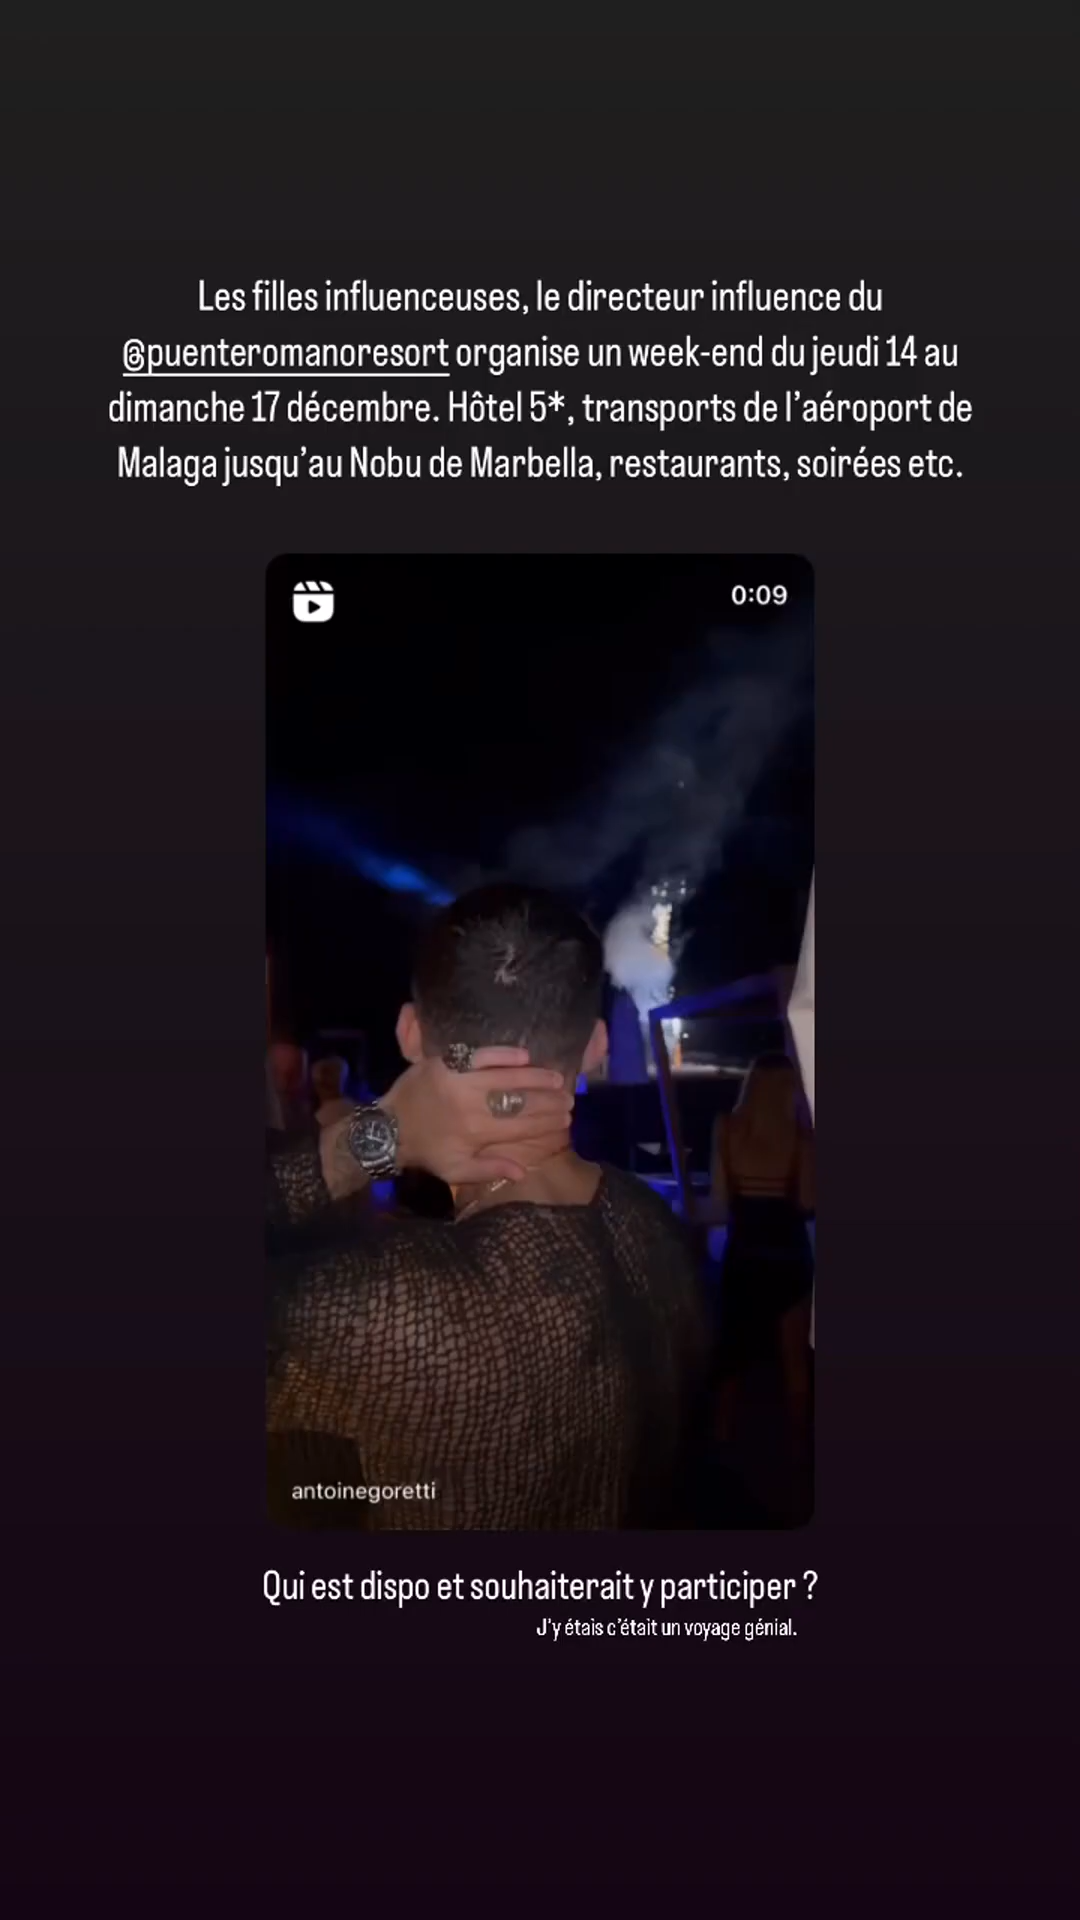 Les filles influenceuses, le directeur influence du
@puenteromanoresort organise un week-end du jeudi 14 au
dimanche 17 décembre. Hôtel 5*, transports de l’aéroport de
Malaga jusqu’au Nobu de Marbella, restaurants, soirées etc.
0:09
antoinegoretti
Qui est dispo et souhaiterait y participer ?
J’y étais c’était un voyage génial.